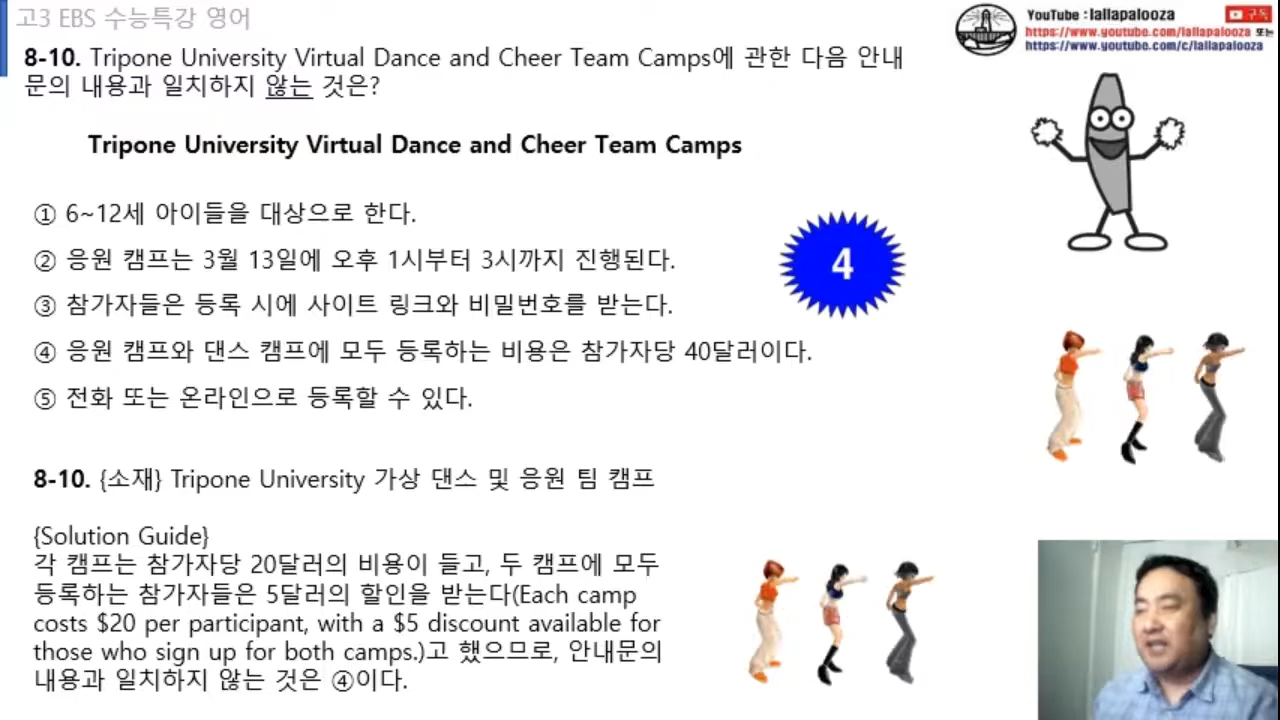 고3 EBS 수능특강 영어
YouTube : lallapalooza
구독
https://www.youtube.com/lallapalooza 또는
https://www.youtube.com/c/lallapalooza
8-10. Tripone University Virtual Dance and Cheer Team Camps에 관한 다음 안내
문의 내용과 일치하지 않는 것은?
Tripone University Virtual Dance and Cheer Team Camps
① 6~12세 아이들을 대상으로 한다.
② 응원 캠프는 3월 13일에 오후 1시부터 3시까지 진행된다.
③ 참가자들은 등록 시에 사이트 링크와 비밀번호를 받는다.
④ 응원 캠프와 댄스 캠프에 모두 등록하는 비용은 참가자당 40달러이다.
⑤ 전화 또는 온라인으로 등록할 수 있다.
4
8-10. {소재} Tripone University 가상 댄스 및 응원 팀 캠프
{Solution Guide}
각 캠프는 참가자당 20달러의 비용이 들고, 두 캠프에 모두
등록하는 참가자들은 5달러의 할인을 받는다(Each camp
costs $20 per participant, with a $5 discount available for
those who sign up for both camps.)고 했으므로, 안내문의
내용과 일치하지 않는 것은 ④이다.